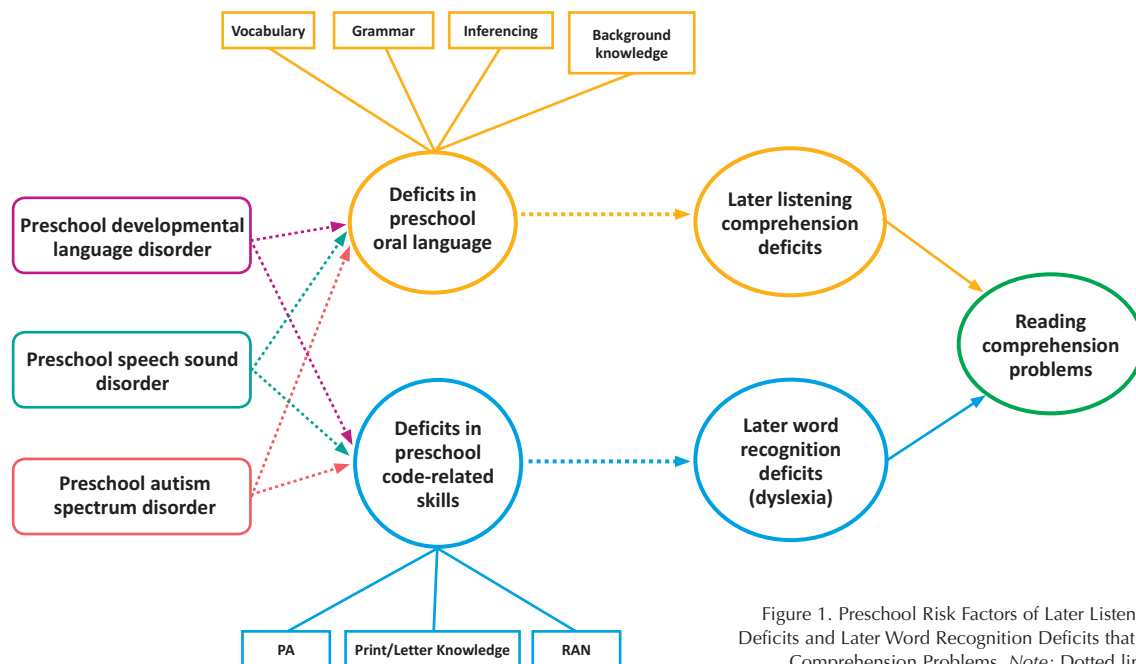 Vocabulary
Grammar
Inferencing
Background
knowledge
Deficits in
preschool
oral language
Later listening
comprehension
deficits
Preschool developmental
language disorder
Preschool speech sound
disorder
Preschool autism
spectrum disorder
Reading
comprehension
problems
Deficits in
preschool
code-related
skills
Later word
recognition
deficits
(dyslexia)
PA
Print/Letter Knowledge
RAN
Figure 1. Preschool Risk Factors of Later Listen
Deficits and Later Word Recognition Deficits that
Comprehension Problems. Note: Dotted lin